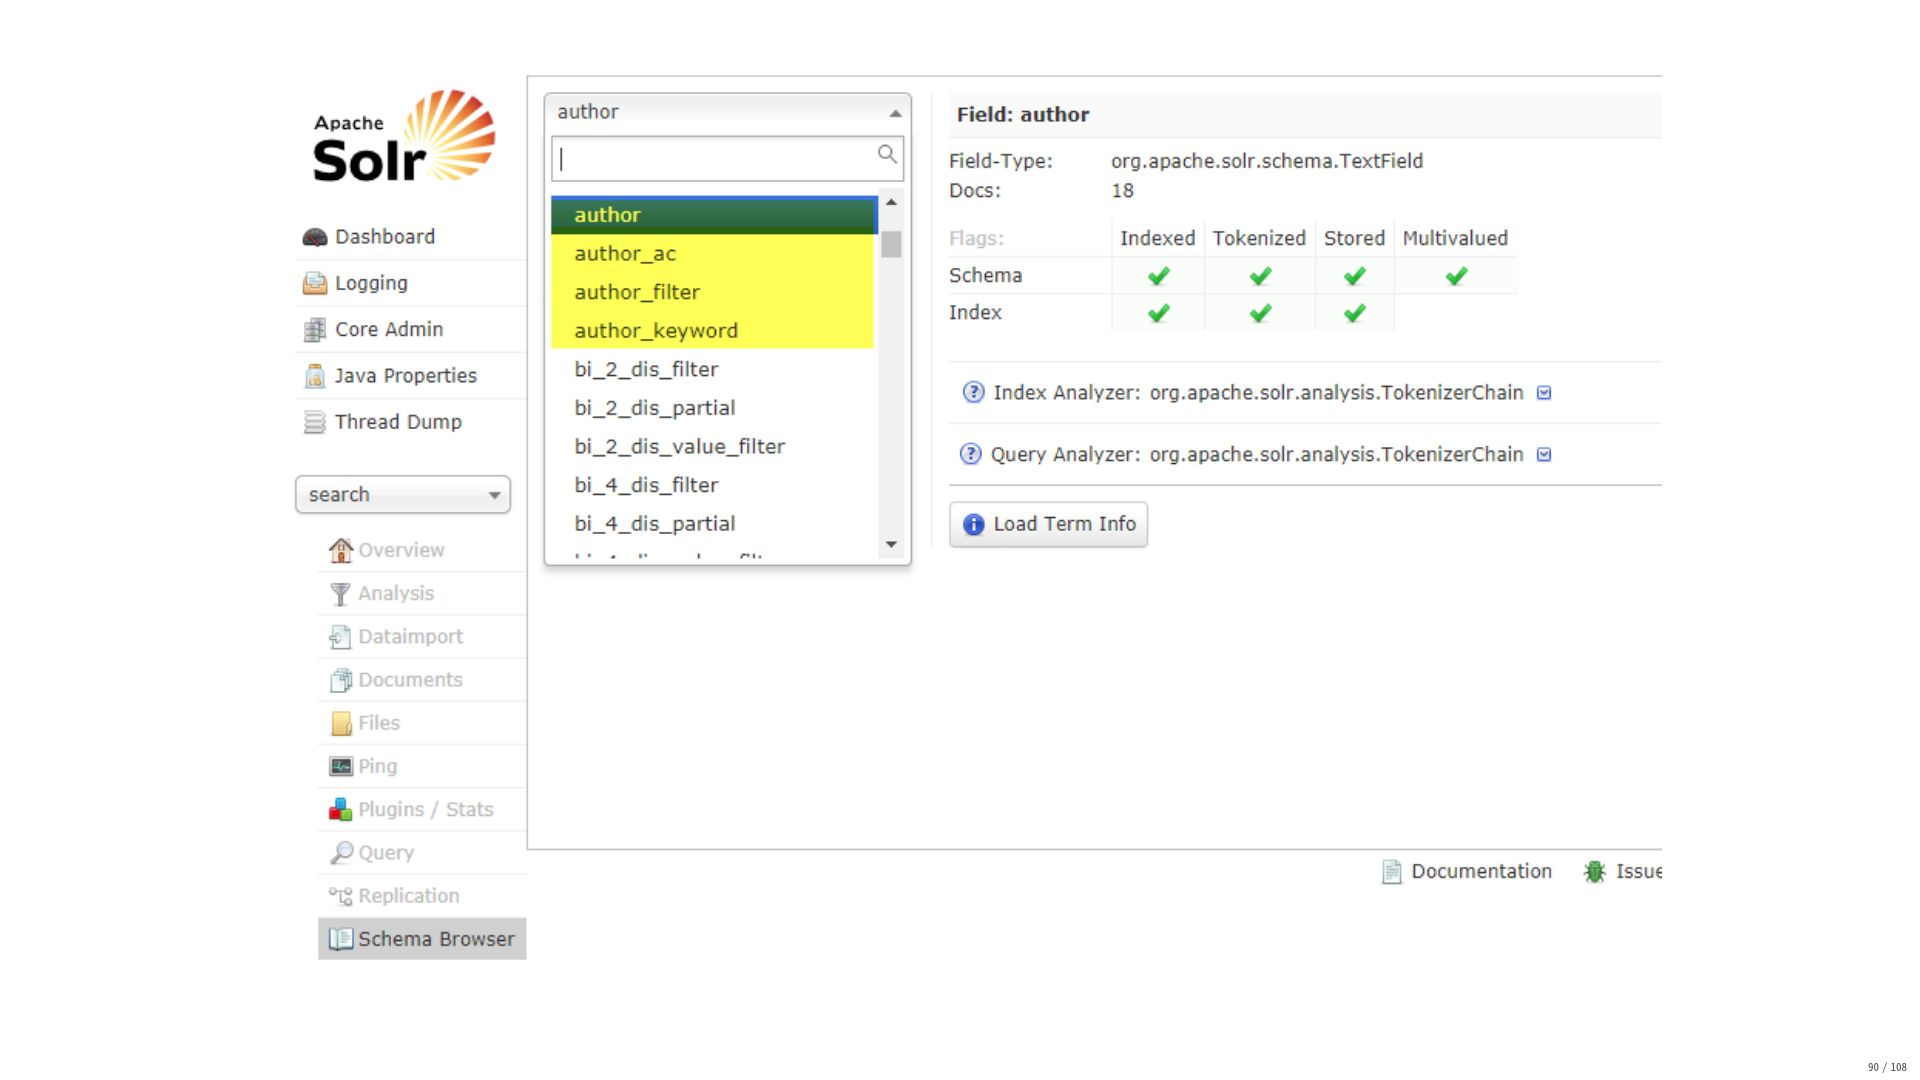 Apache
Solr
Dashboard
Logging
Core Admin
Java Properties
Thread Dump
search
Overview
Analysis
Dataimport
Documents
Files
Ping
Plugins / Stats
Query
Replication
Schema Browser
author
author
author_ac
author_filter
author_keyword
bi_2_dis_filter
bi_2_dis_partial
bi_2_dis_value_filter
bi_4_dis_filter
bi_4_dis_partial
Field: author
Field-Type: org.apache.solr.schema.TextField
Docs: 18
Flags: Indexed Tokenized Stored Multivalued
Schema
Index
Index Analyzer: org.apache.solr.analysis.TokenizerChain
Query Analyzer: org.apache.solr.analysis.TokenizerChain
Load Term Info
Documentation Issue
90 / 108